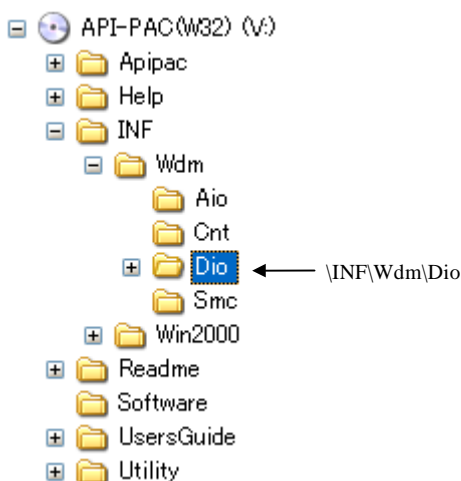 API-PAC(W32) (V:)
Apipac
Help
INF
Wdm
Aio
Cnt
Dio
\INF\Wdm\Dio
Smc
Win2000
Readme
Software
UsersGuide
Utility